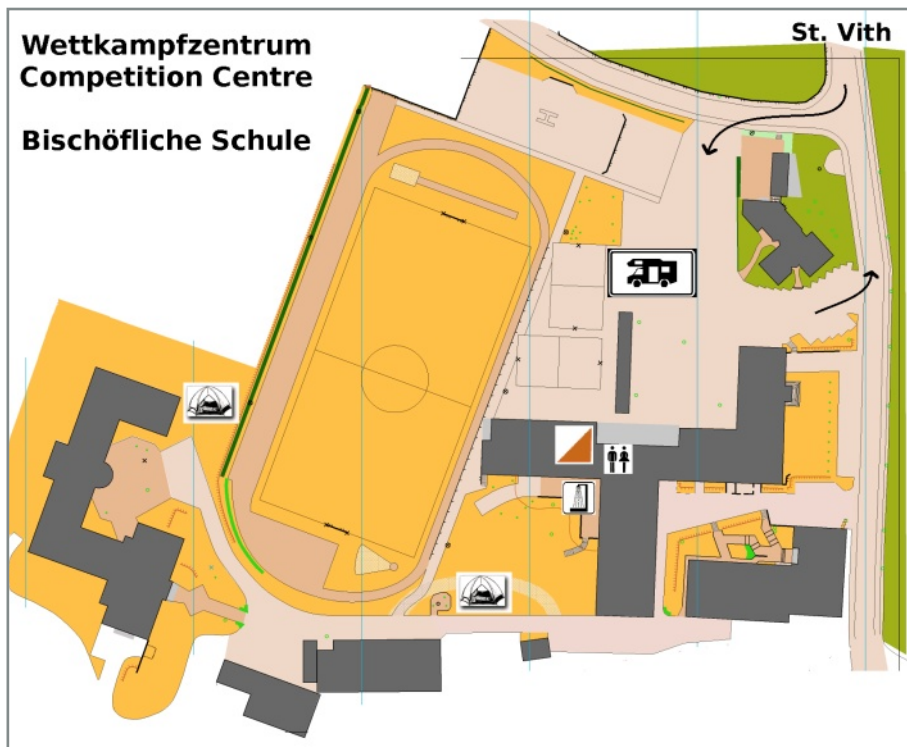 Wettkampfzentrum
Competition Centre
Bischöfliche Schule
St. Vith
H